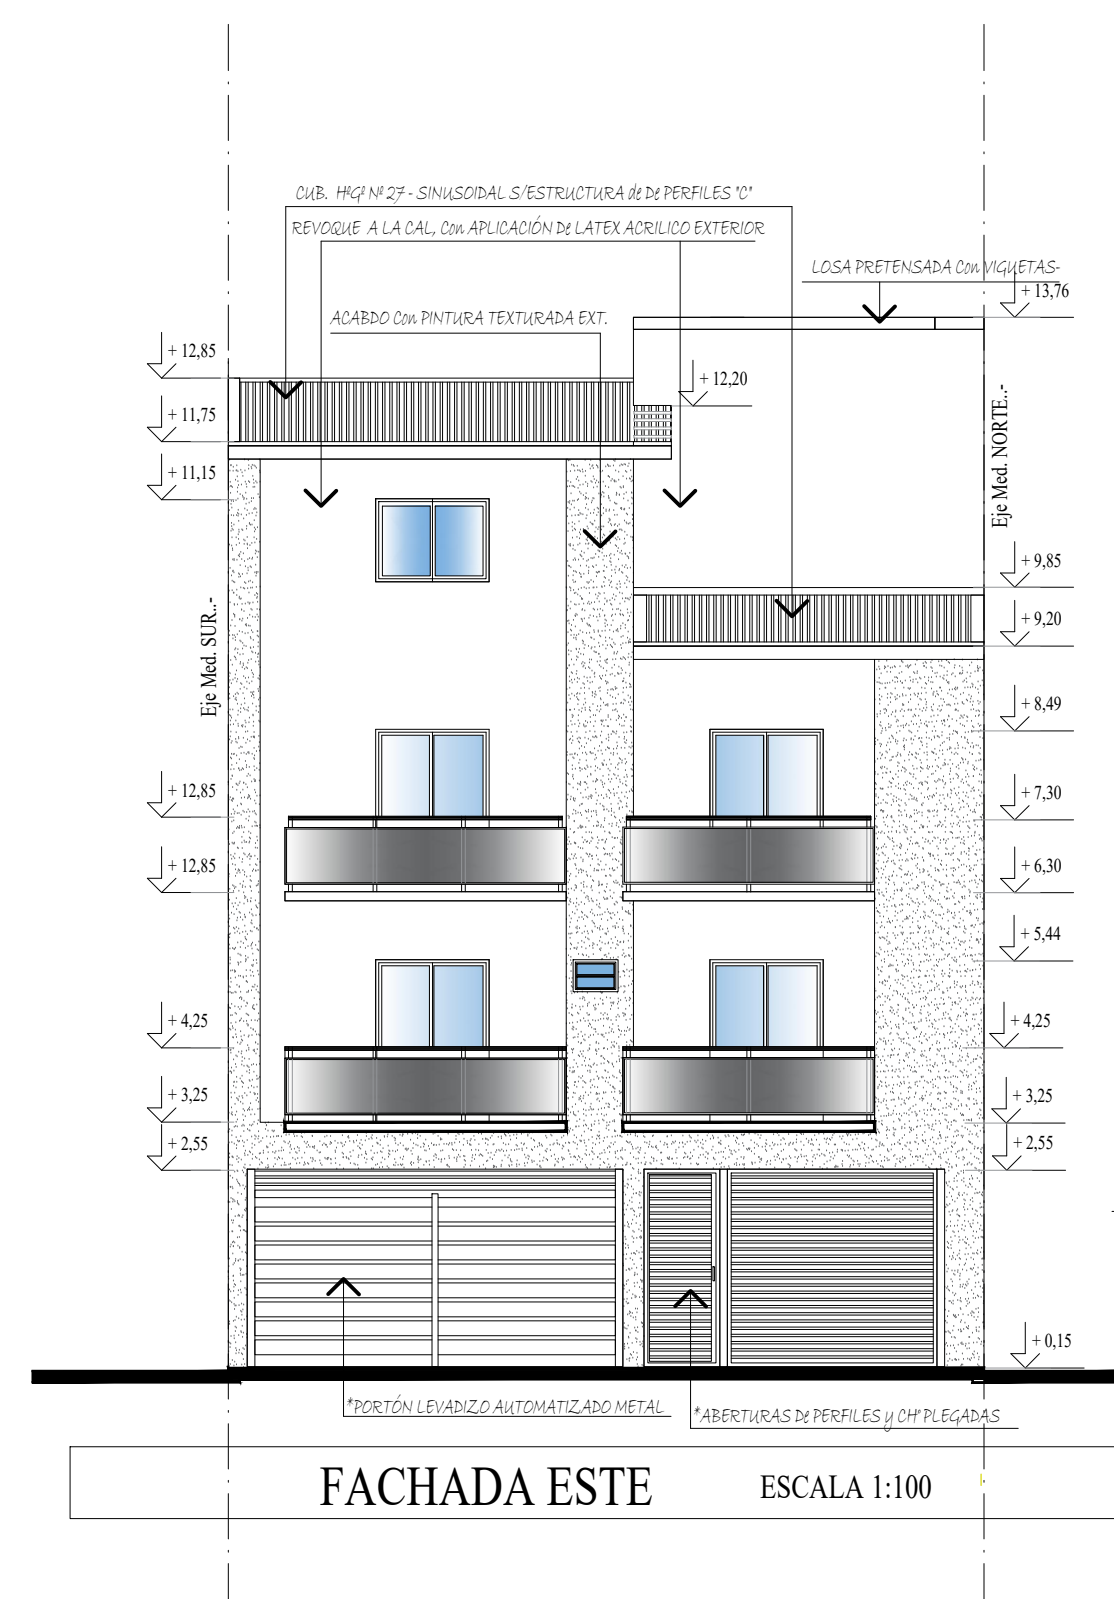 CUB. HºGº Nº 27 - SINUSOIDAL S/ESTRUCTURA de De PERFILES "C"
REVOQUE A LA CAL, Con APLICACIÓN De LATEX ACRILICO EXTERIOR
LOSA PRETENSADA Con VIGUETAS-
+ 13,76
ACABDO Con PINTURA TEXTURADA EXT.
+ 12,85
+ 12,20
+ 11,75
+ 11,15
Eje Med. NORTE..-
+ 9,85
+ 9,20
Eje Med. SUR..-
+ 8,49
+ 12,85
+ 7,30
+ 12,85
+ 6,30
+ 5,44
+ 4,25
+ 4,25
+ 3,25
+ 3,25
+ 2,55
+ 2,55
+ 0,15
*PORTÓN LEVADIZO AUTOMATIZADO METAL
*ABERTURAS De PERFILES y CHº PLEGADAS
FACHADA ESTE
ESCALA 1:100